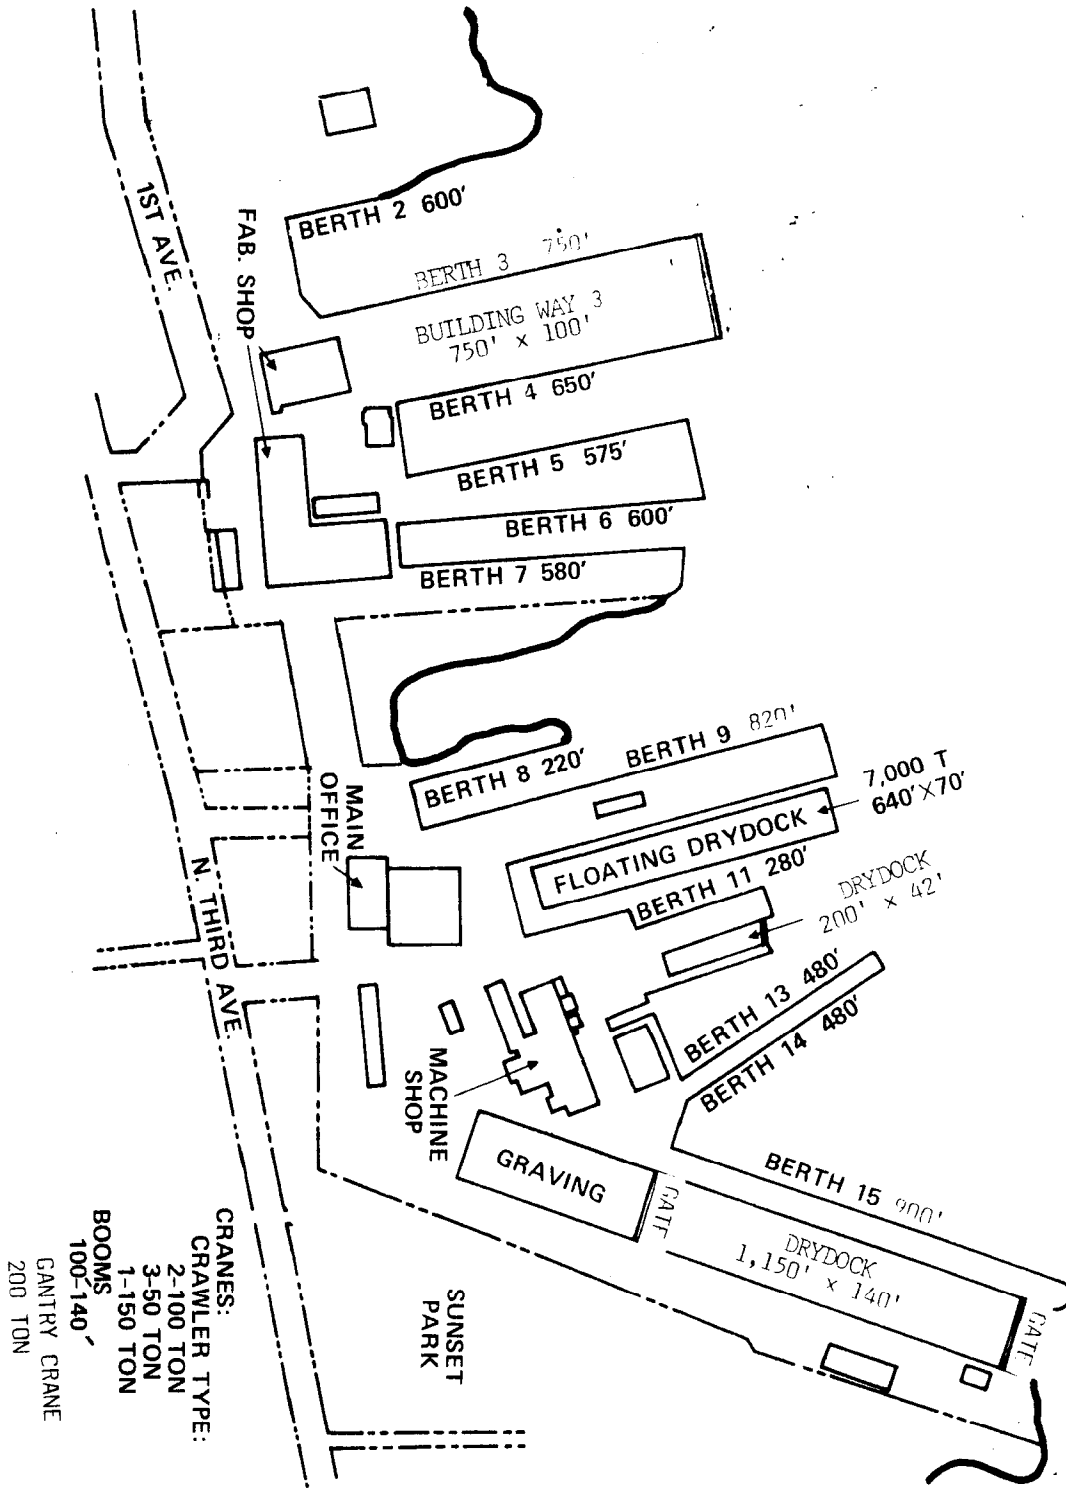 1ST AVE.
FAB. SHOP
BERTH 2 600'
BERTH 3 750'
BUILDING WAY 3
750' × 100'
BERTH 4 650'
BERTH 5 575'
BERTH 6 600'
BERTH 7 580'
BERTH 8 220'
BERTH 9 820'
7,000 T
640'×70'
FLOATING DRYDOCK
BERTH 11 280'
DRYDOCK
200' × 42'
MAIN
OFFICE
N. THIRD AVE.
BERTH 13 480'
BERTH 14 480'
MACHINE
SHOP
GRAVING
GATE
BERTH 15 900'
DRYDOCK
1,150' × 140'
GATE
SUNSET
PARK
CRANES:
CRAWLER TYPE:
2-100 TON
3-50 TON
1-150 TON
BOOMS
100-140'
GANTRY CRANE
200 TON